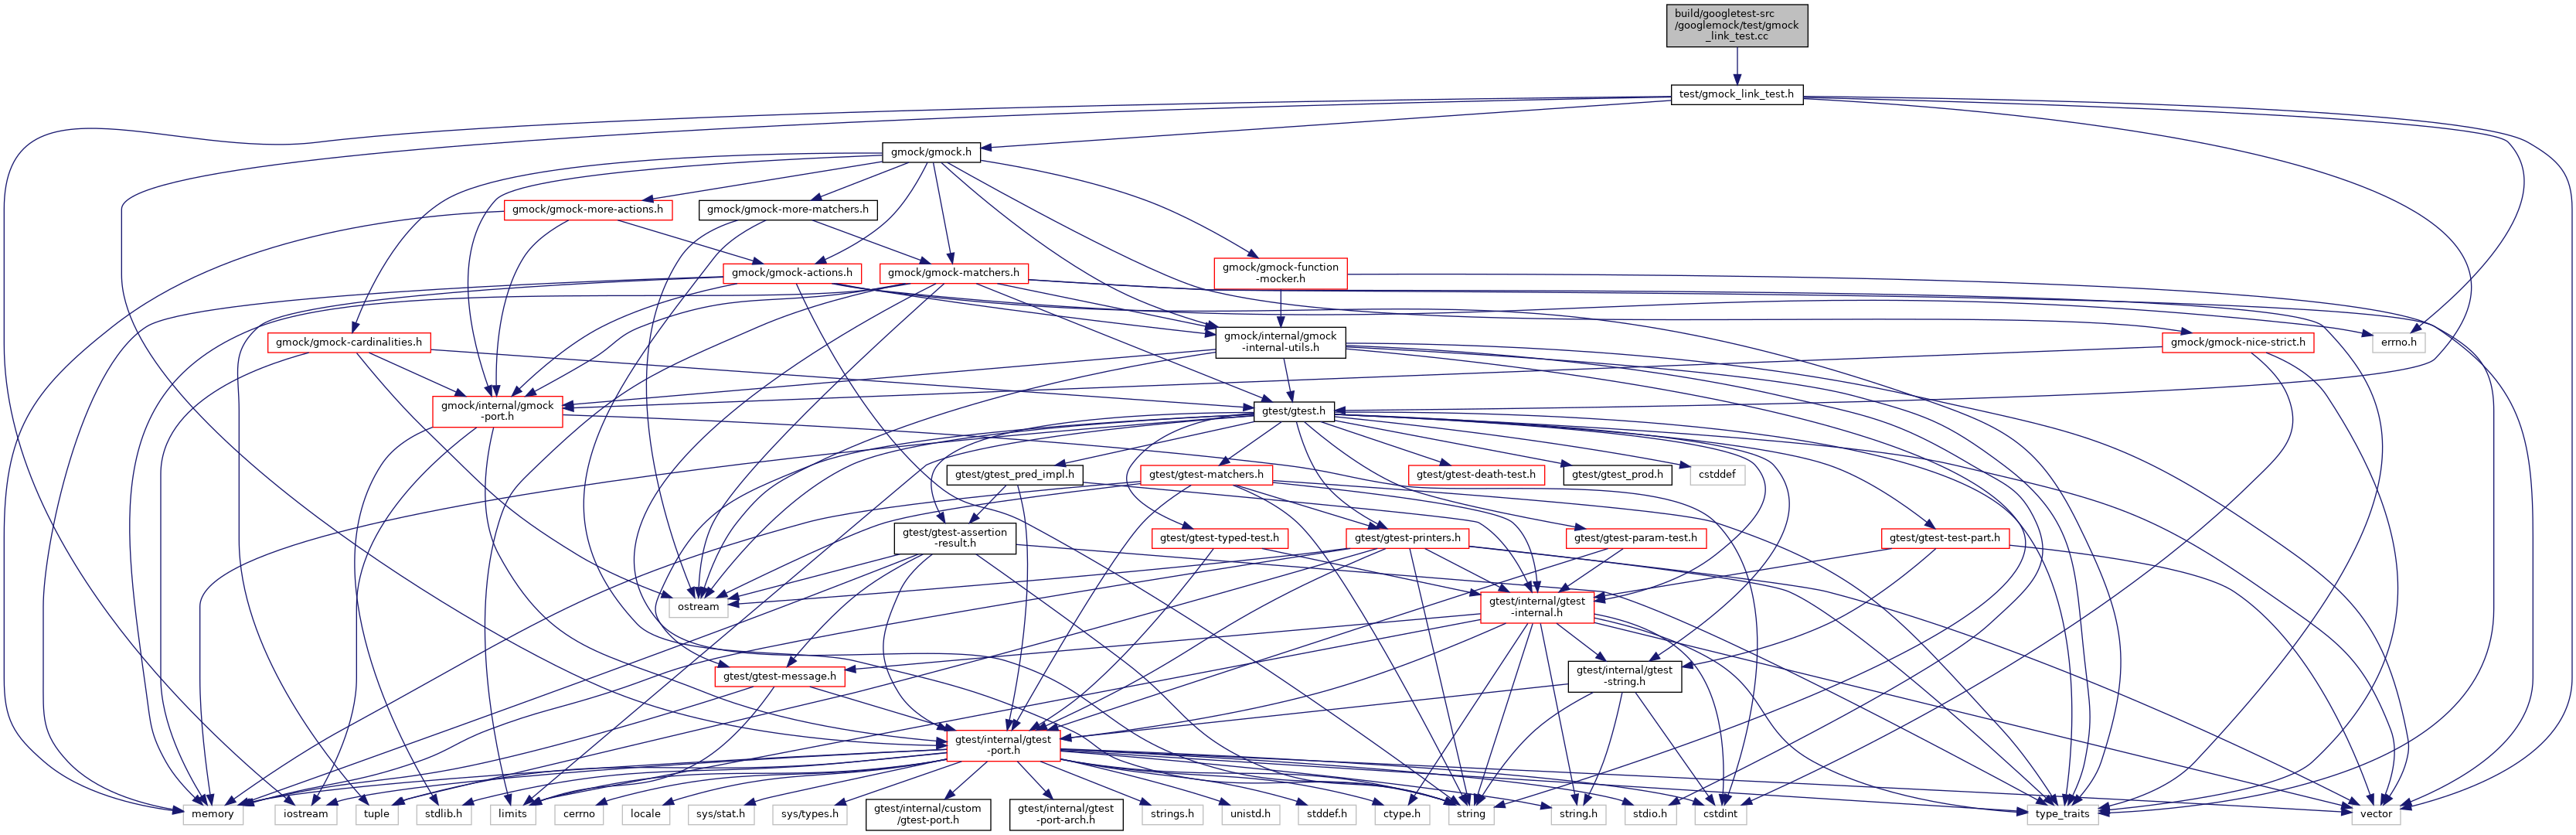 build/googletest-src
/googlemock/test/gmock
_link_test.cc
test/gmock_link_test.h
gmock/gmock.h
gmock/gmock-more-actions.h
gmock/gmock-more-matchers.h
gmock/gmock-actions.h
gmock/gmock-matchers.h
gmock/gmock-function
-mocker.h
gmock/gmock-cardinalities.h
gmock/internal/gmock
-internal-utils.h
gmock/gmock-nice-strict.h
errno.h
gmock/internal/gmock
-port.h
gtest/gtest.h
gtest/gtest_pred_impl.h
gtest/gtest-matchers.h
gtest/gtest-death-test.h
gtest/gtest_prod.h
cstddef
gtest/gtest-assertion
-result.h
gtest/gtest-typed-test.h
gtest/gtest-printers.h
gtest/gtest-param-test.h
gtest/gtest-test-part.h
ostream
gtest/internal/gtest
-internal.h
gtest/gtest-message.h
gtest/internal/gtest
-string.h
gtest/internal/gtest
-port.h
memory
iostream
tuple
stdlib.h
limits
cerrno
locale
sys/stat.h
sys/types.h
gtest/internal/custom
/gtest-port.h
gtest/internal/gtest
-port-arch.h
strings.h
unistd.h
stddef.h
ctype.h
string
string.h
stdio.h
cstdint
type_traits
vector